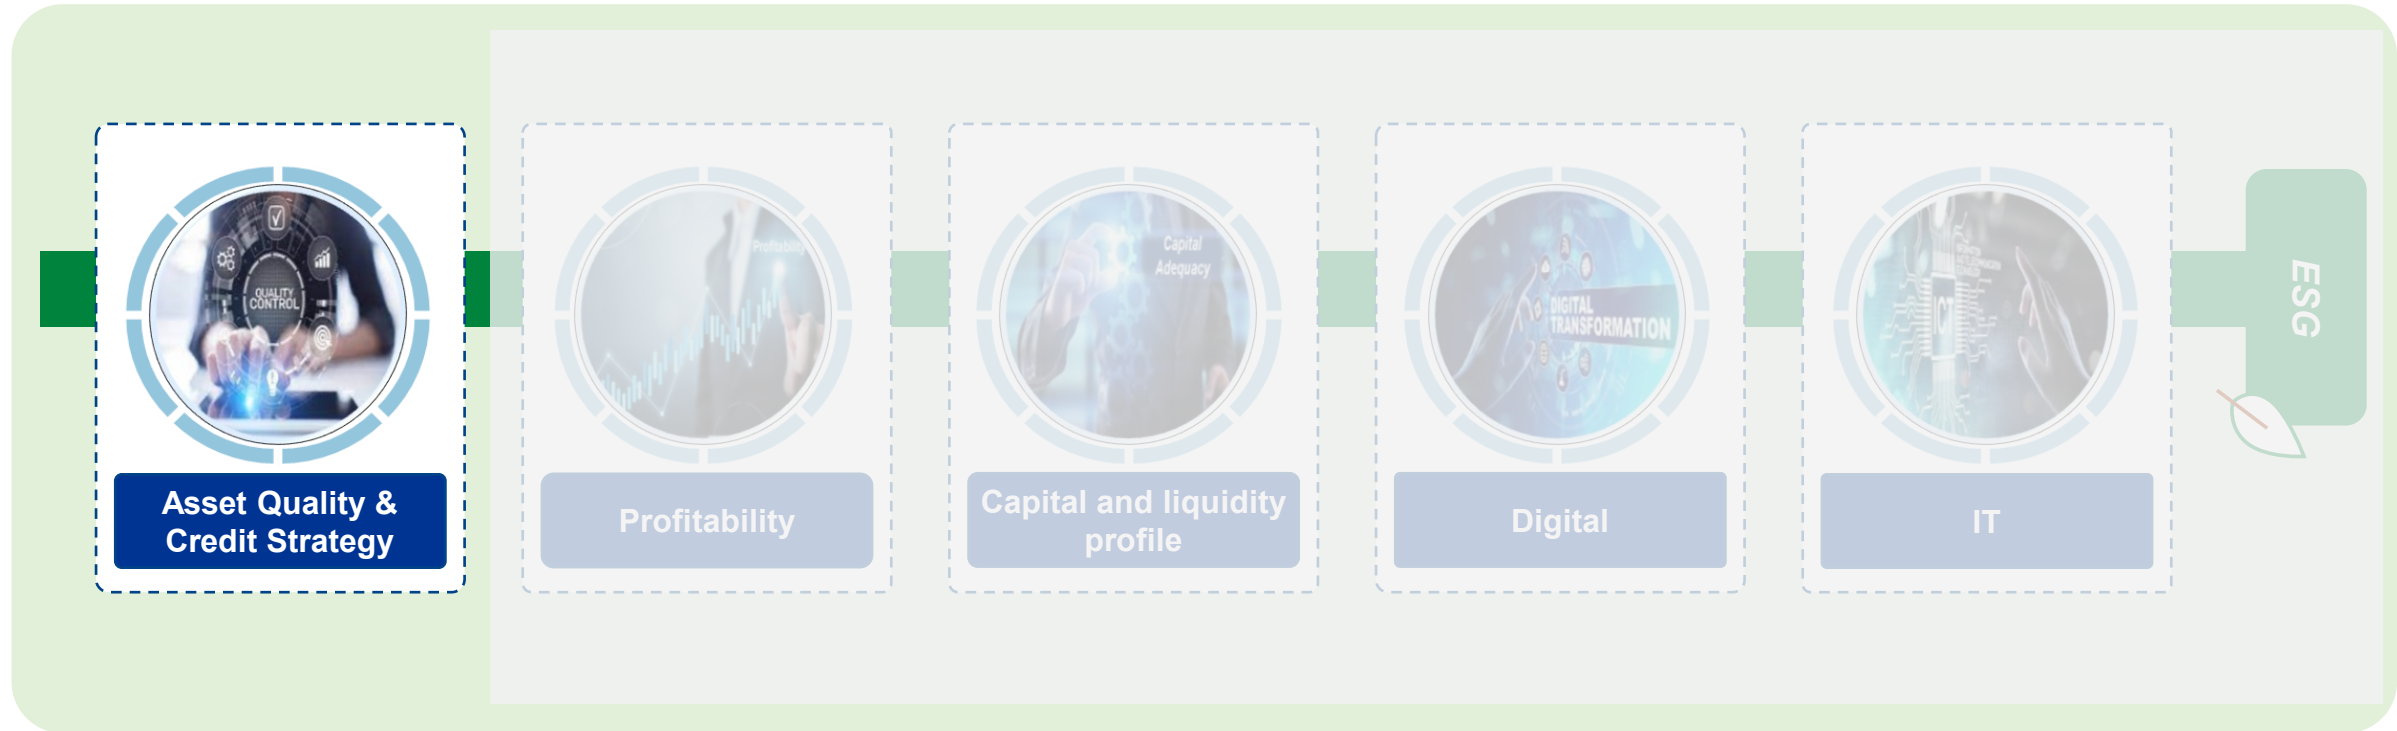 QUALITY
CONTROL
Asset Quality &
Credit Strategy
Profitability
Profitability
Capital
Adequacy
Capital and liquidity
profile
DIGITAL
TRANSFORMATION
Digital
ICT
IT
ESG